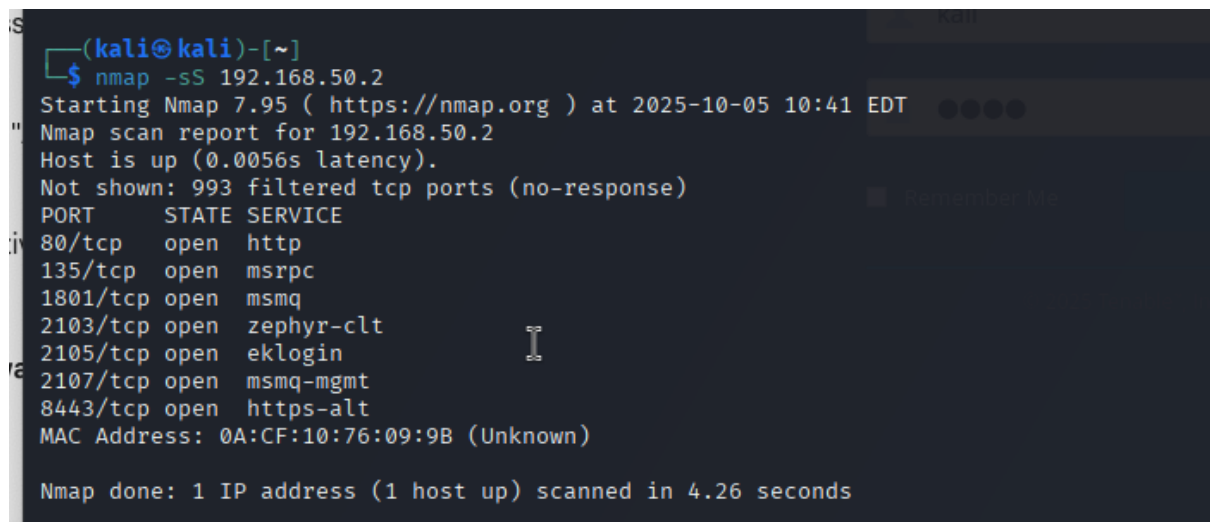 kali
┌──(kali㉿kali)-[~]
└─$ nmap -sS 192.168.50.2
Starting Nmap 7.95 ( https://nmap.org ) at 2025-10-05 10:41 EDT
Nmap scan report for 192.168.50.2
Host is up (0.0056s latency).
Not shown: 993 filtered tcp ports (no-response)
Remember Me
PORT     STATE SERVICE
80/tcp   open  http
135/tcp  open  msrpc
1801/tcp open  msmq
2103/tcp open  zephyr-clt
2105/tcp open  eklogin
2107/tcp open  msmq-mgmt
8443/tcp open  https-alt
MAC Address: 0A:CF:10:76:09:9B (Unknown)
Nmap done: 1 IP address (1 host up) scanned in 4.26 seconds